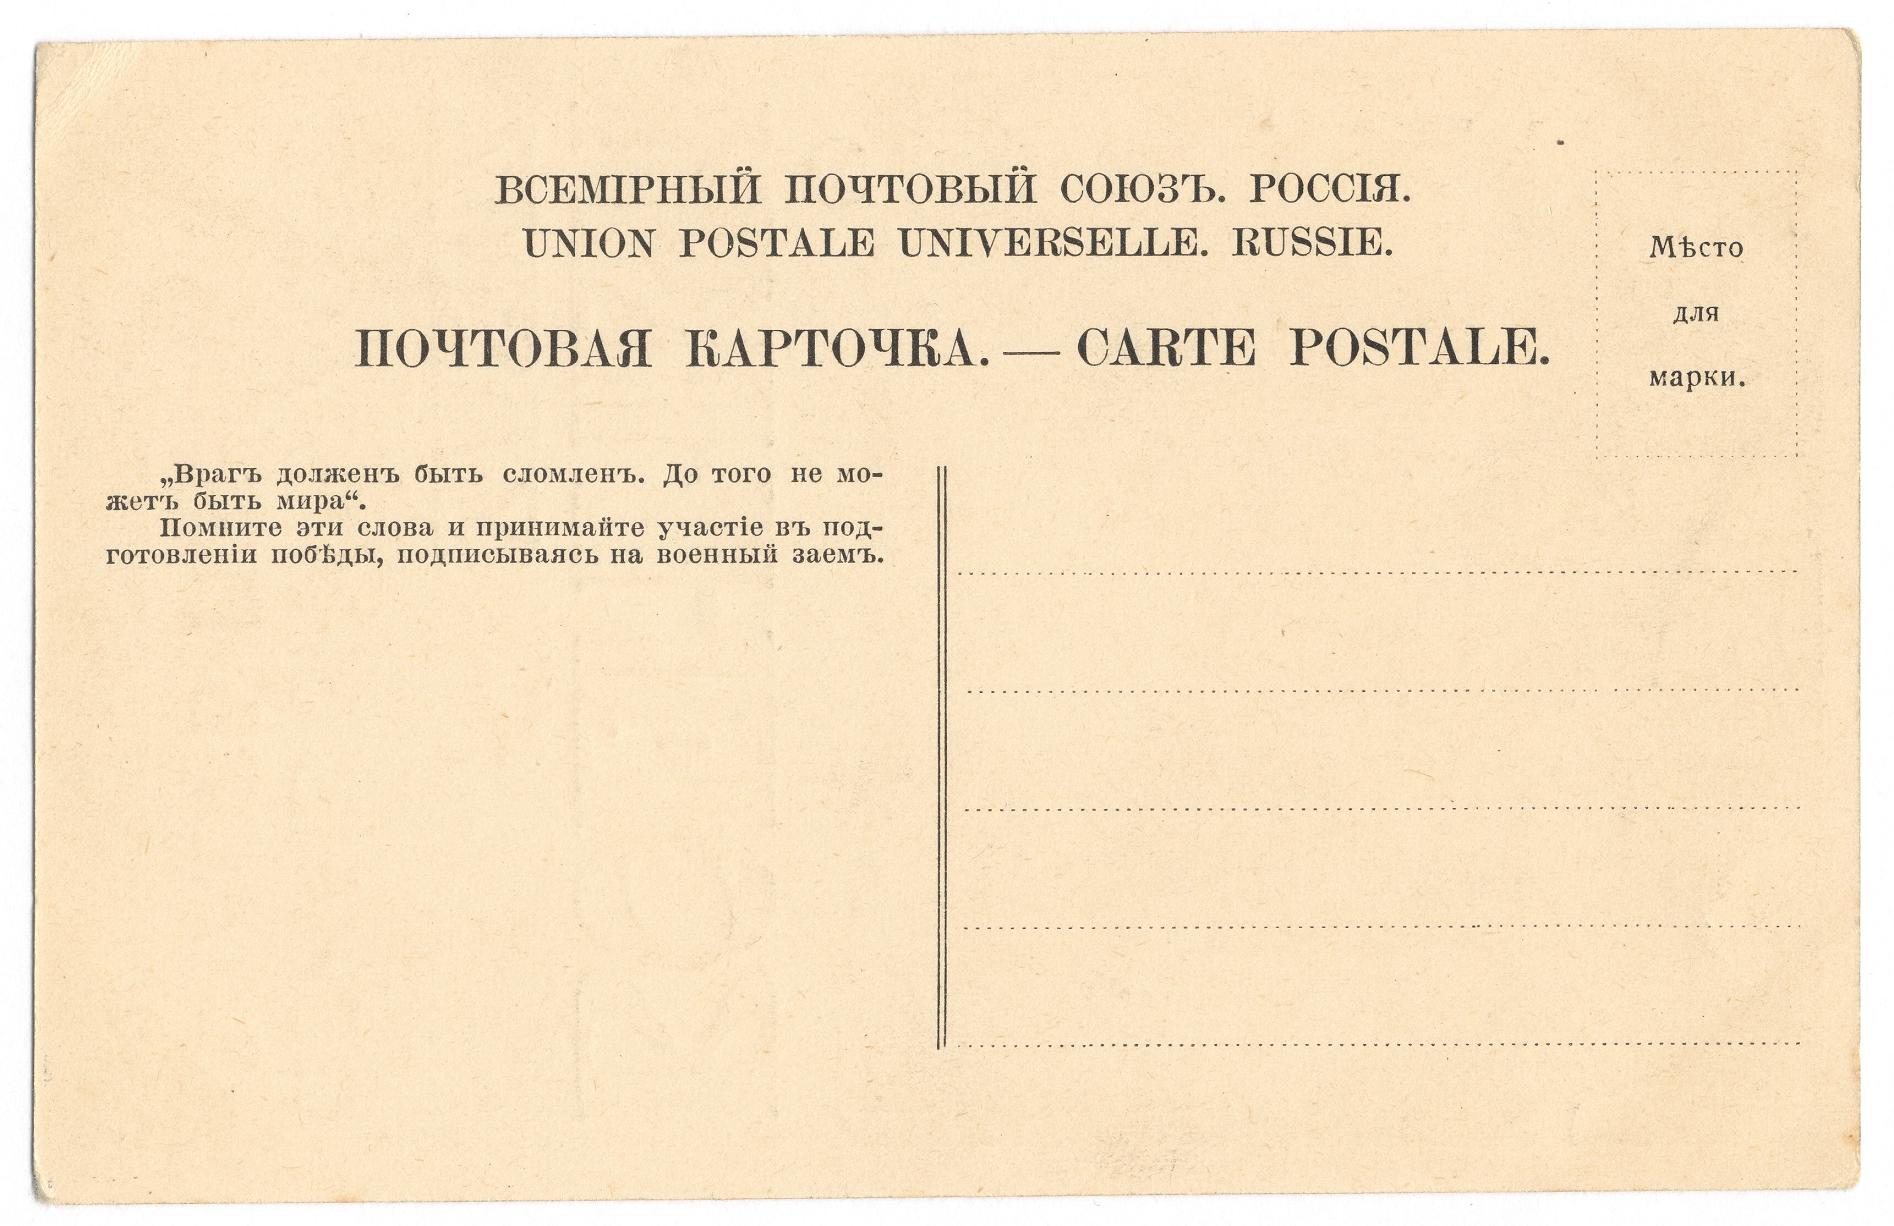 ВСЕМІРНЫЙ ПОЧТОВЫЙ СОЮЗЪ. РОССІЯ.
UNION POSTALE UNIVERSELLE. RUSSIE.
ПОЧТОВАЯ КАРТОЧКА. — CARTE POSTALE.
Мѣсто
для
марки.
„Врагъ долженъ быть сломленъ. До того не мо-
жетъ быть мира“.
Помните эти слова и принимайте участіе въ под-
готовленіи побѣды, подписываясь на военный заемъ.